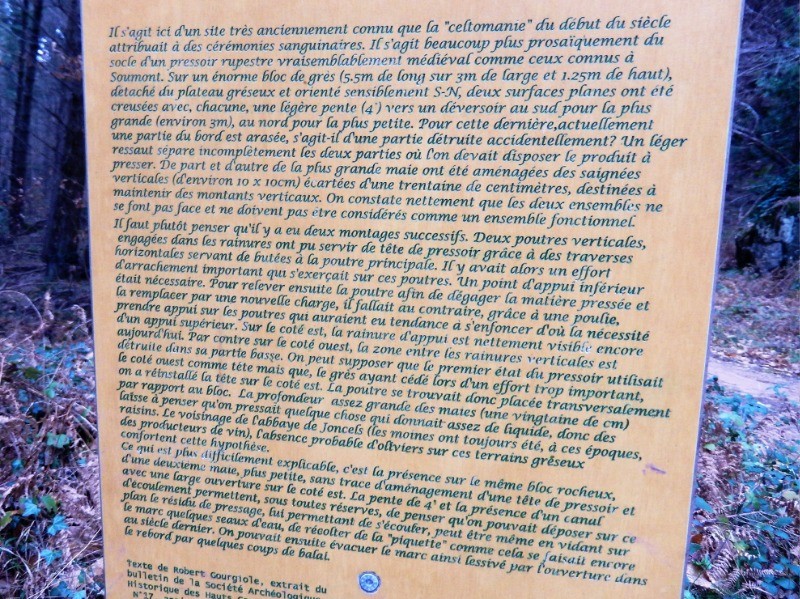 Il s'agit ici d'un site très anciennement connu que la "celtomanie" du début du siècle
attribuait à des cérémonies sanguinaires. Il s'agit beaucoup plus prosaïquement du
socle d'un pressoir rupestre vraisemblablement médiéval comme ceux connus à
Soumont. Sur un énorme bloc de grès (5.5m de long sur 3m de large et 1.25m de haut),
détaché du plateau gréseux et orienté sensiblement S-N, deux surfaces planes ont été
creusées avec, chacune, une légère pente (4°) vers un déversoir au sud pour la plus
grande (environ 3m), au nord pour la plus petite. Pour cette dernière,actuellement
une partie du bord est arasée, s'agit-il d'une partie détruite accidentellement? Un léger
ressaut sépare incomplètement les deux parties où l'on devait disposer le produit à
presser. De part et d'autre de la plus grande maie ont été aménagées des saignées
verticales (d'environ 10 x 10cm) écartées d'une trentaine de centimètres, destinées à
maintenir des montants verticaux. On constate nettement que les deux ensembles ne
se font pas face et ne doivent pas être considérés comme un ensemble fonctionnel.
Il faut plutôt penser qu'il y a eu deux montages successifs. Deux poutres verticales,
engagées dans les rainures ont pu servir de tête de pressoir grâce à des traverses
horizontales servant de butées à la poutre principale. Il y avait alors un effort
d'arrachement important qui s'exerçait sur ces poutres. Un point d'appui inférieur
était nécessaire. Pour relever ensuite la poutre afin de dégager la matière pressée et
la remplacer par une nouvelle charge, il fallait au contraire, grâce à une poulie,
prendre appui sur les poutres qui auraient eu tendance à s'enfoncer d'où la nécessité
d'un appui supérieur. Sur le coté est, la rainure d'appui est nettement visible encore
aujourd'hui. Par contre sur le coté ouest, la zone entre les rainures verticales est
détruite dans sa partie basse. On peut supposer que le premier état du pressoir utilisait
le coté ouest comme tête mais que, le grès ayant cédé lors d'un effort trop important,
on a réinstallé la tête sur le coté est. La poutre se trouvait donc placée transversalement
par rapport au bloc. La profondeur assez grande des maies (une vingtaine de cm)
laisse à penser qu'on pressait quelque chose qui donnait assez de liquide, donc des
raisins. Le voisinage de l'abbaye de Joncels (les moines ont toujours été, à ces époques,
des producteurs de vin), l'absence probable d'oliviers sur ces terrains gréseux
confortent cette hypothèse.
Ce qui est plus difficilement explicable, c'est la présence sur le même bloc rocheux,
d'une deuxième maie, plus petite, sans trace d'aménagement d'une tête de pressoir et
avec une large ouverture sur le coté est. La pente de 4° et la présence d'un canal
d'écoulement permettent, sous toutes réserves, de penser qu'on pouvait déposer sur ce
plan le résidu de pressage, lui permettant de s'écouler, peut être même en vidant sur
le marc quelques seaux d'eau, de récolter de la "piquette" comme cela se faisait encore
au siècle dernier. On pouvait ensuite évacuer le marc ainsi lessivé par l'ouverture dans
le rebord par quelques coups de balai.
Texte de Robert Gourgiole, extrait du
bulletin de la Société Archéologique
Historique des Hauts
N°17